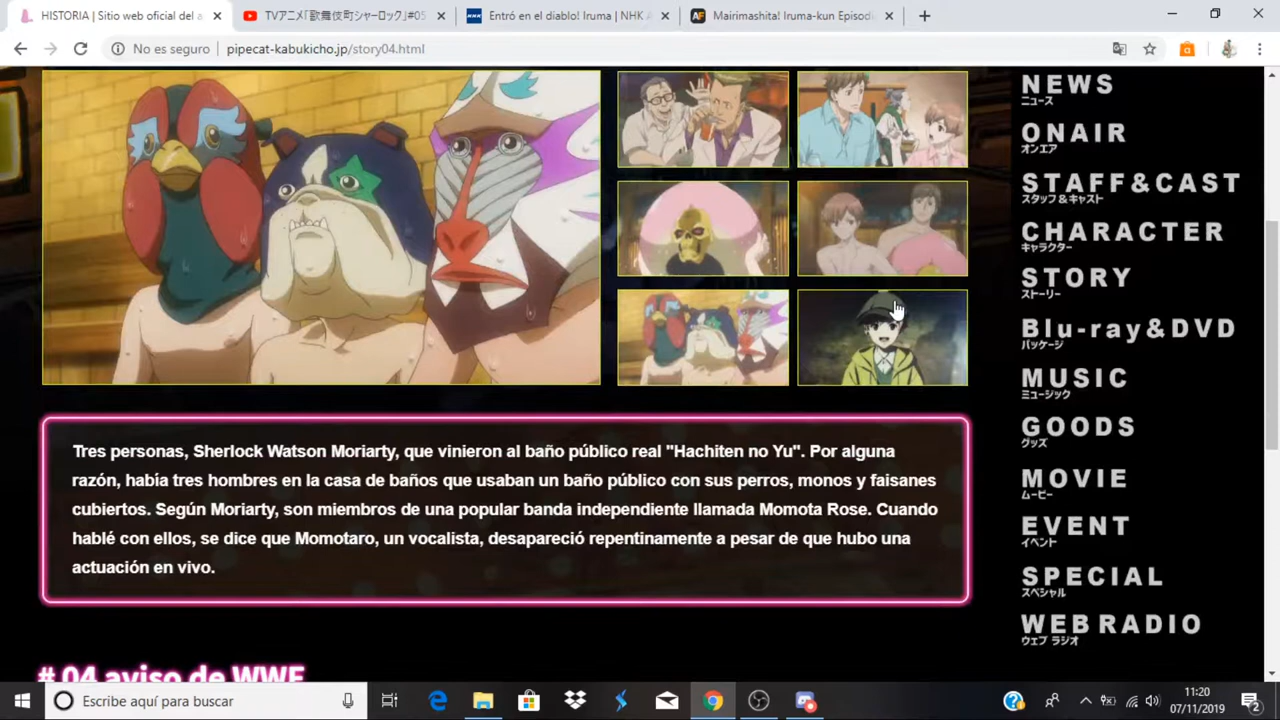 HISTORIA | Sitio web oficial del a
TVアニメ『歌舞伎町シャーロック』#05
Entró en el diablo! Iruma | NHK A
Mairimashita! Iruma-kun Episodi
No es seguro
pipecat-kabukicho.jp/story04.html
NEWS
ニュース
ONAIR
オンエア
STAFF&CAST
スタッフ&キャスト
CHARACTER
キャラクター
STORY
ストーリー
Blu-ray&DVD
パッケージ
MUSIC
ミュージック
GOODS
グッズ
MOVIE
ムービー
EVENT
イベント
SPECIAL
スペシャル
WEB RADIO
ウェブ ラジオ
Tres personas, Sherlock Watson Moriarty, que vinieron al baño público real "Hachiten no Yu". Por alguna
razón, había tres hombres en la casa de baños que usaban un baño público con sus perros, monos y faisanes
cubiertos. Según Moriarty, son miembros de una popular banda independiente llamada Momota Rose. Cuando
hablé con ellos, se dice que Momotaro, un vocalista, desapareció repentinamente a pesar de que hubo una
actuación en vivo.
# 04 aviso de WWF
Escribe aquí para buscar
11:20
07/11/2019
2